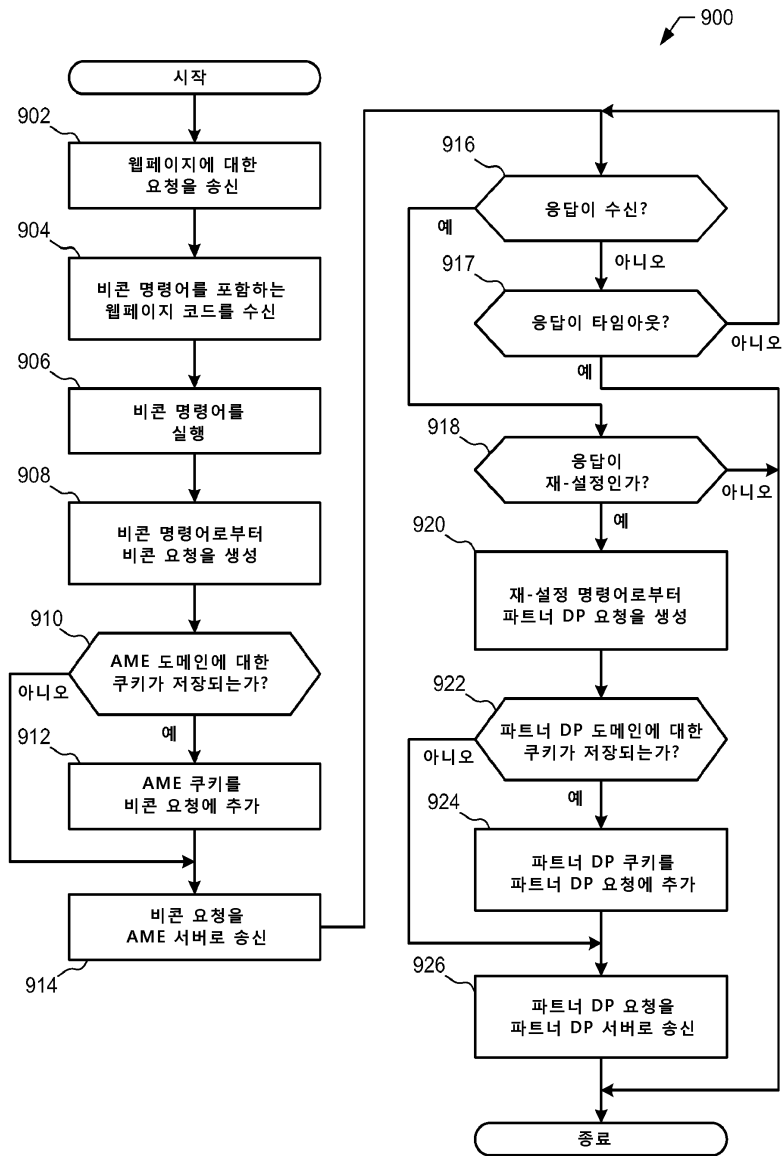 900
시작
902
웹페이지에 대한
요청을 송신
904
비콘 명령어를 포함하는
웹페이지 코드를 수신
906
비콘 명령어를
실행
908
비콘 명령어로부터
비콘 요청을 생성
910
AME 도메인에 대한
쿠키가 저장되는가?
아니오
예
912
AME 쿠키를
비콘 요청에 추가
비콘 요청을
AME 서버로 송신
914
916
응답이 수신?
예
아니오
917
응답이 타임아웃?
아니오
예
918
응답이
재-설정인가?
아니오
예
920
재-설정 명령어로부터
파트너 DP 요청을 생성
922
파트너 DP 도메인에 대한
쿠키가 저장되는가?
아니오
예
924
파트너 DP 쿠키를
파트너 DP 요청에 추가
926
파트너 DP 요청을
파트너 DP 서버로 송신
종료